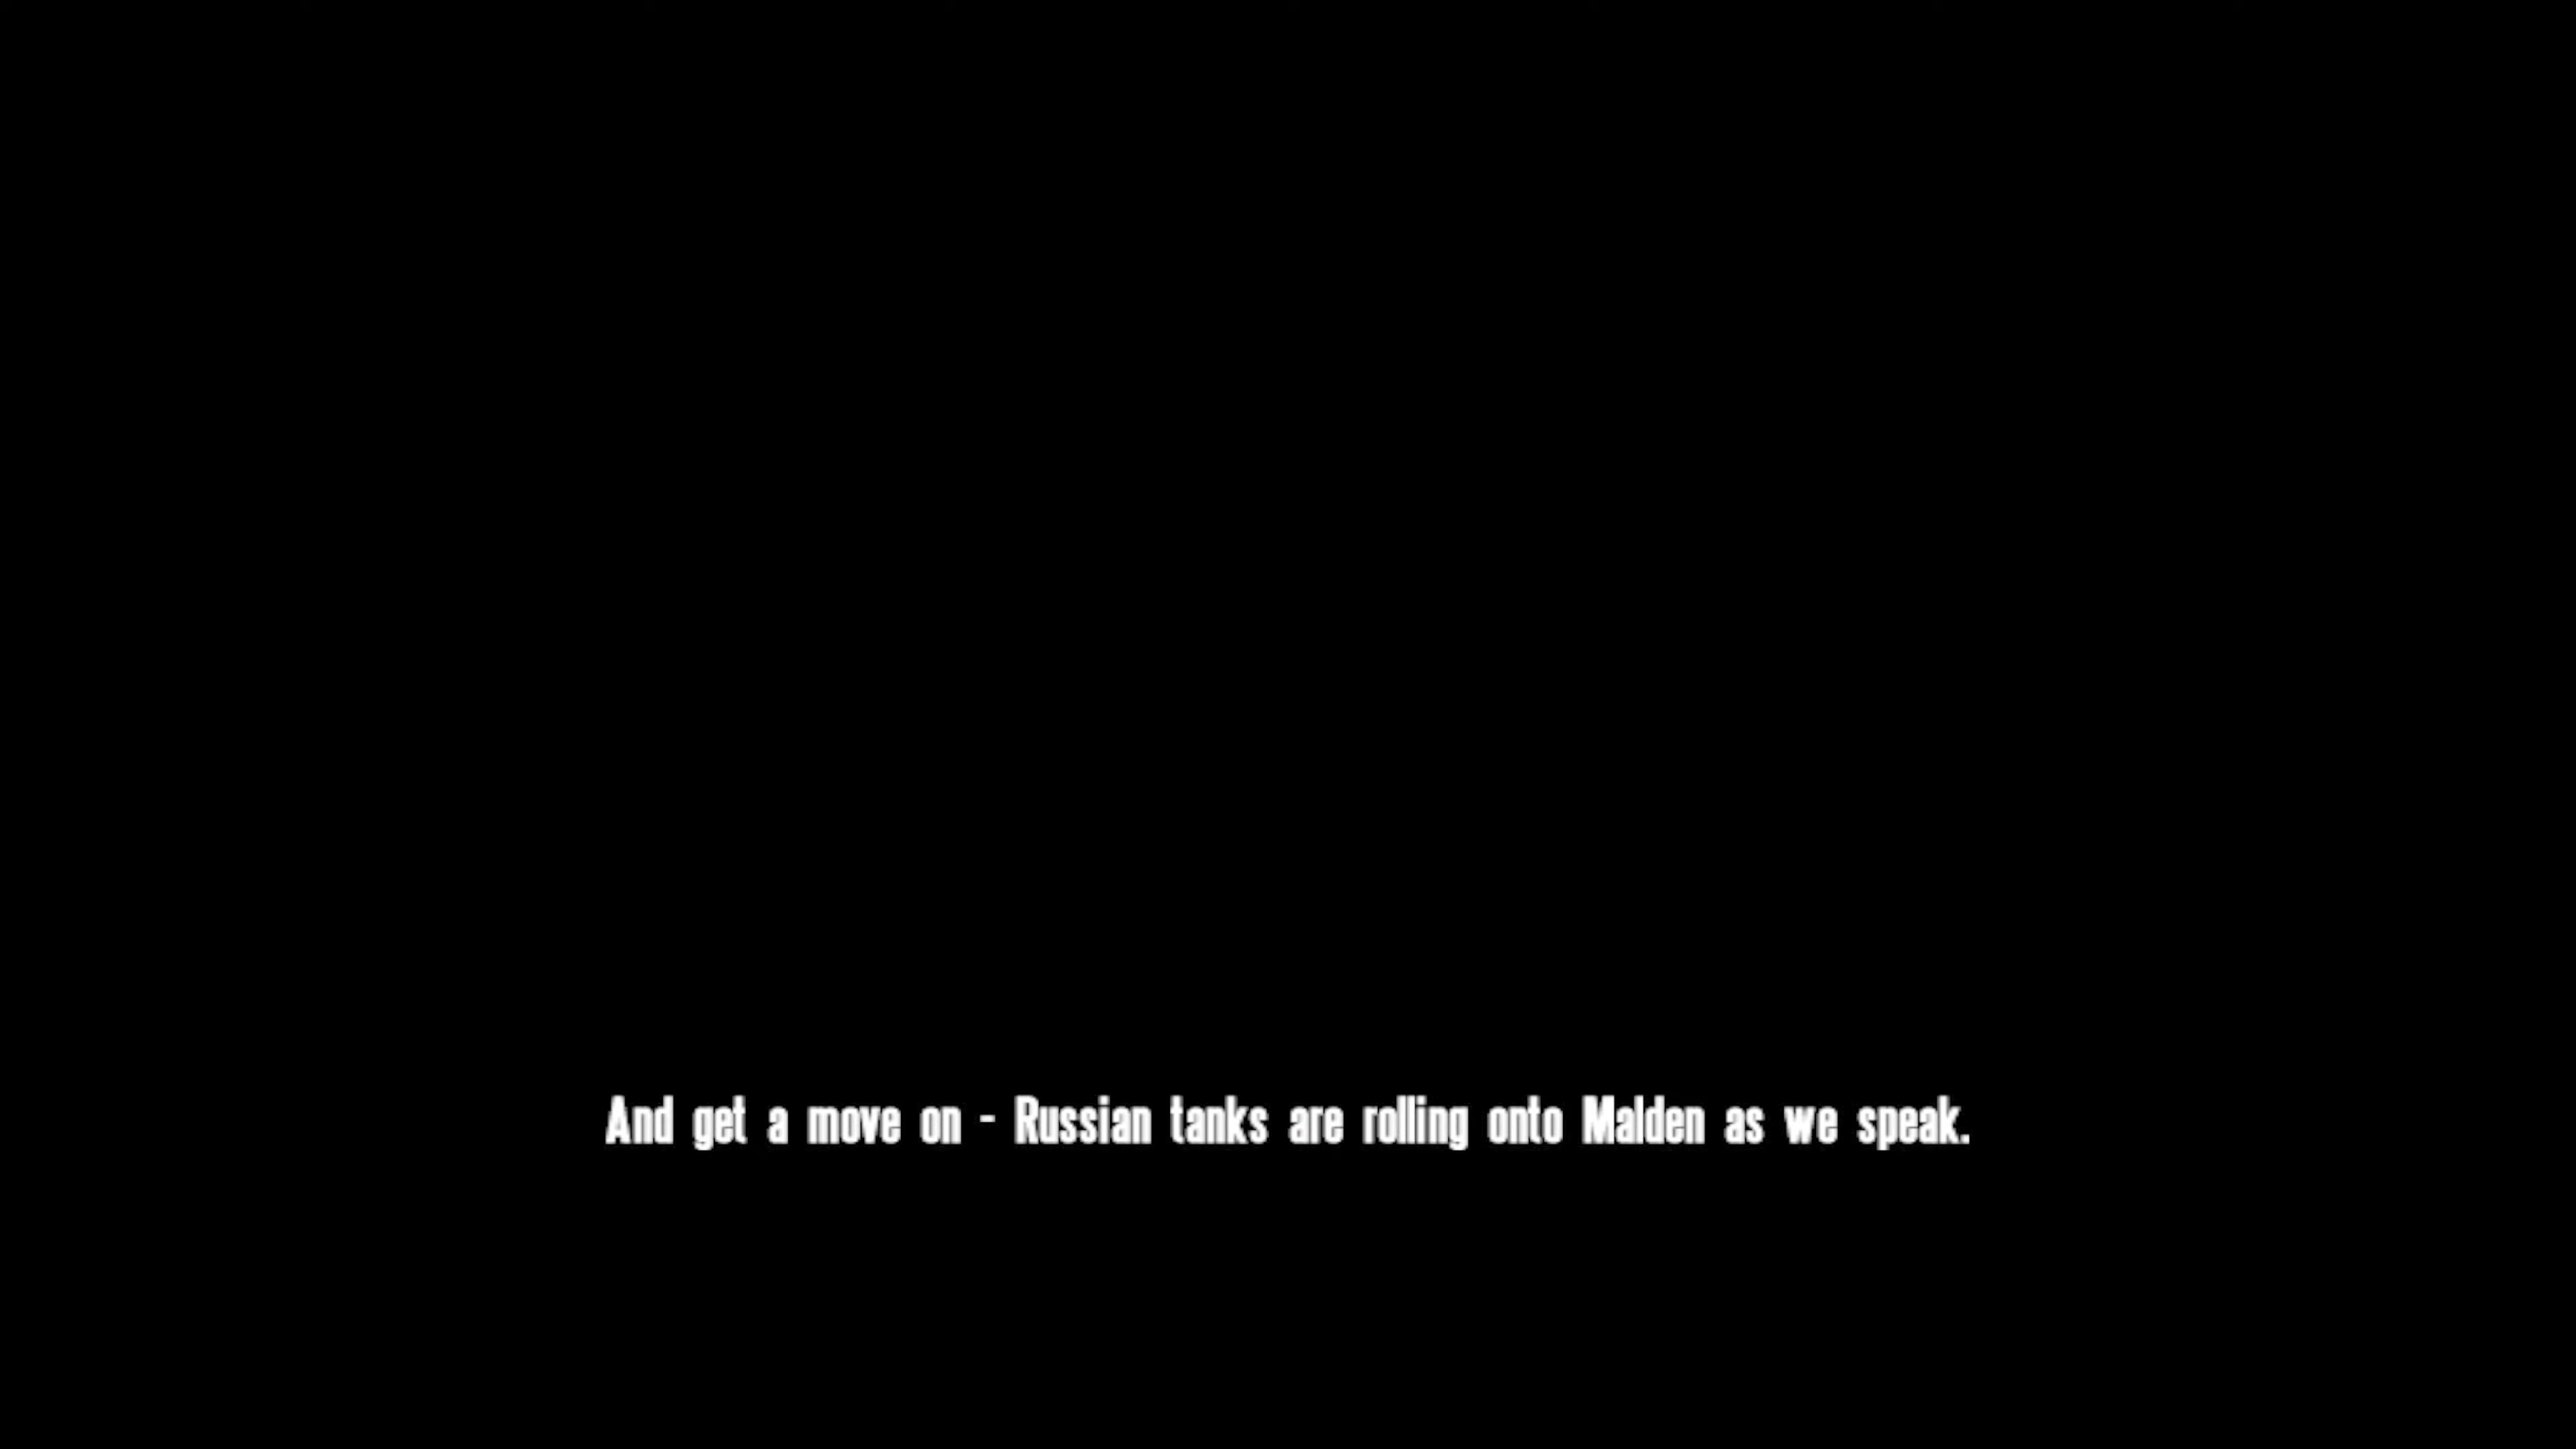 And get a move on - Russian tanks are rolling onto Malden as we speak.